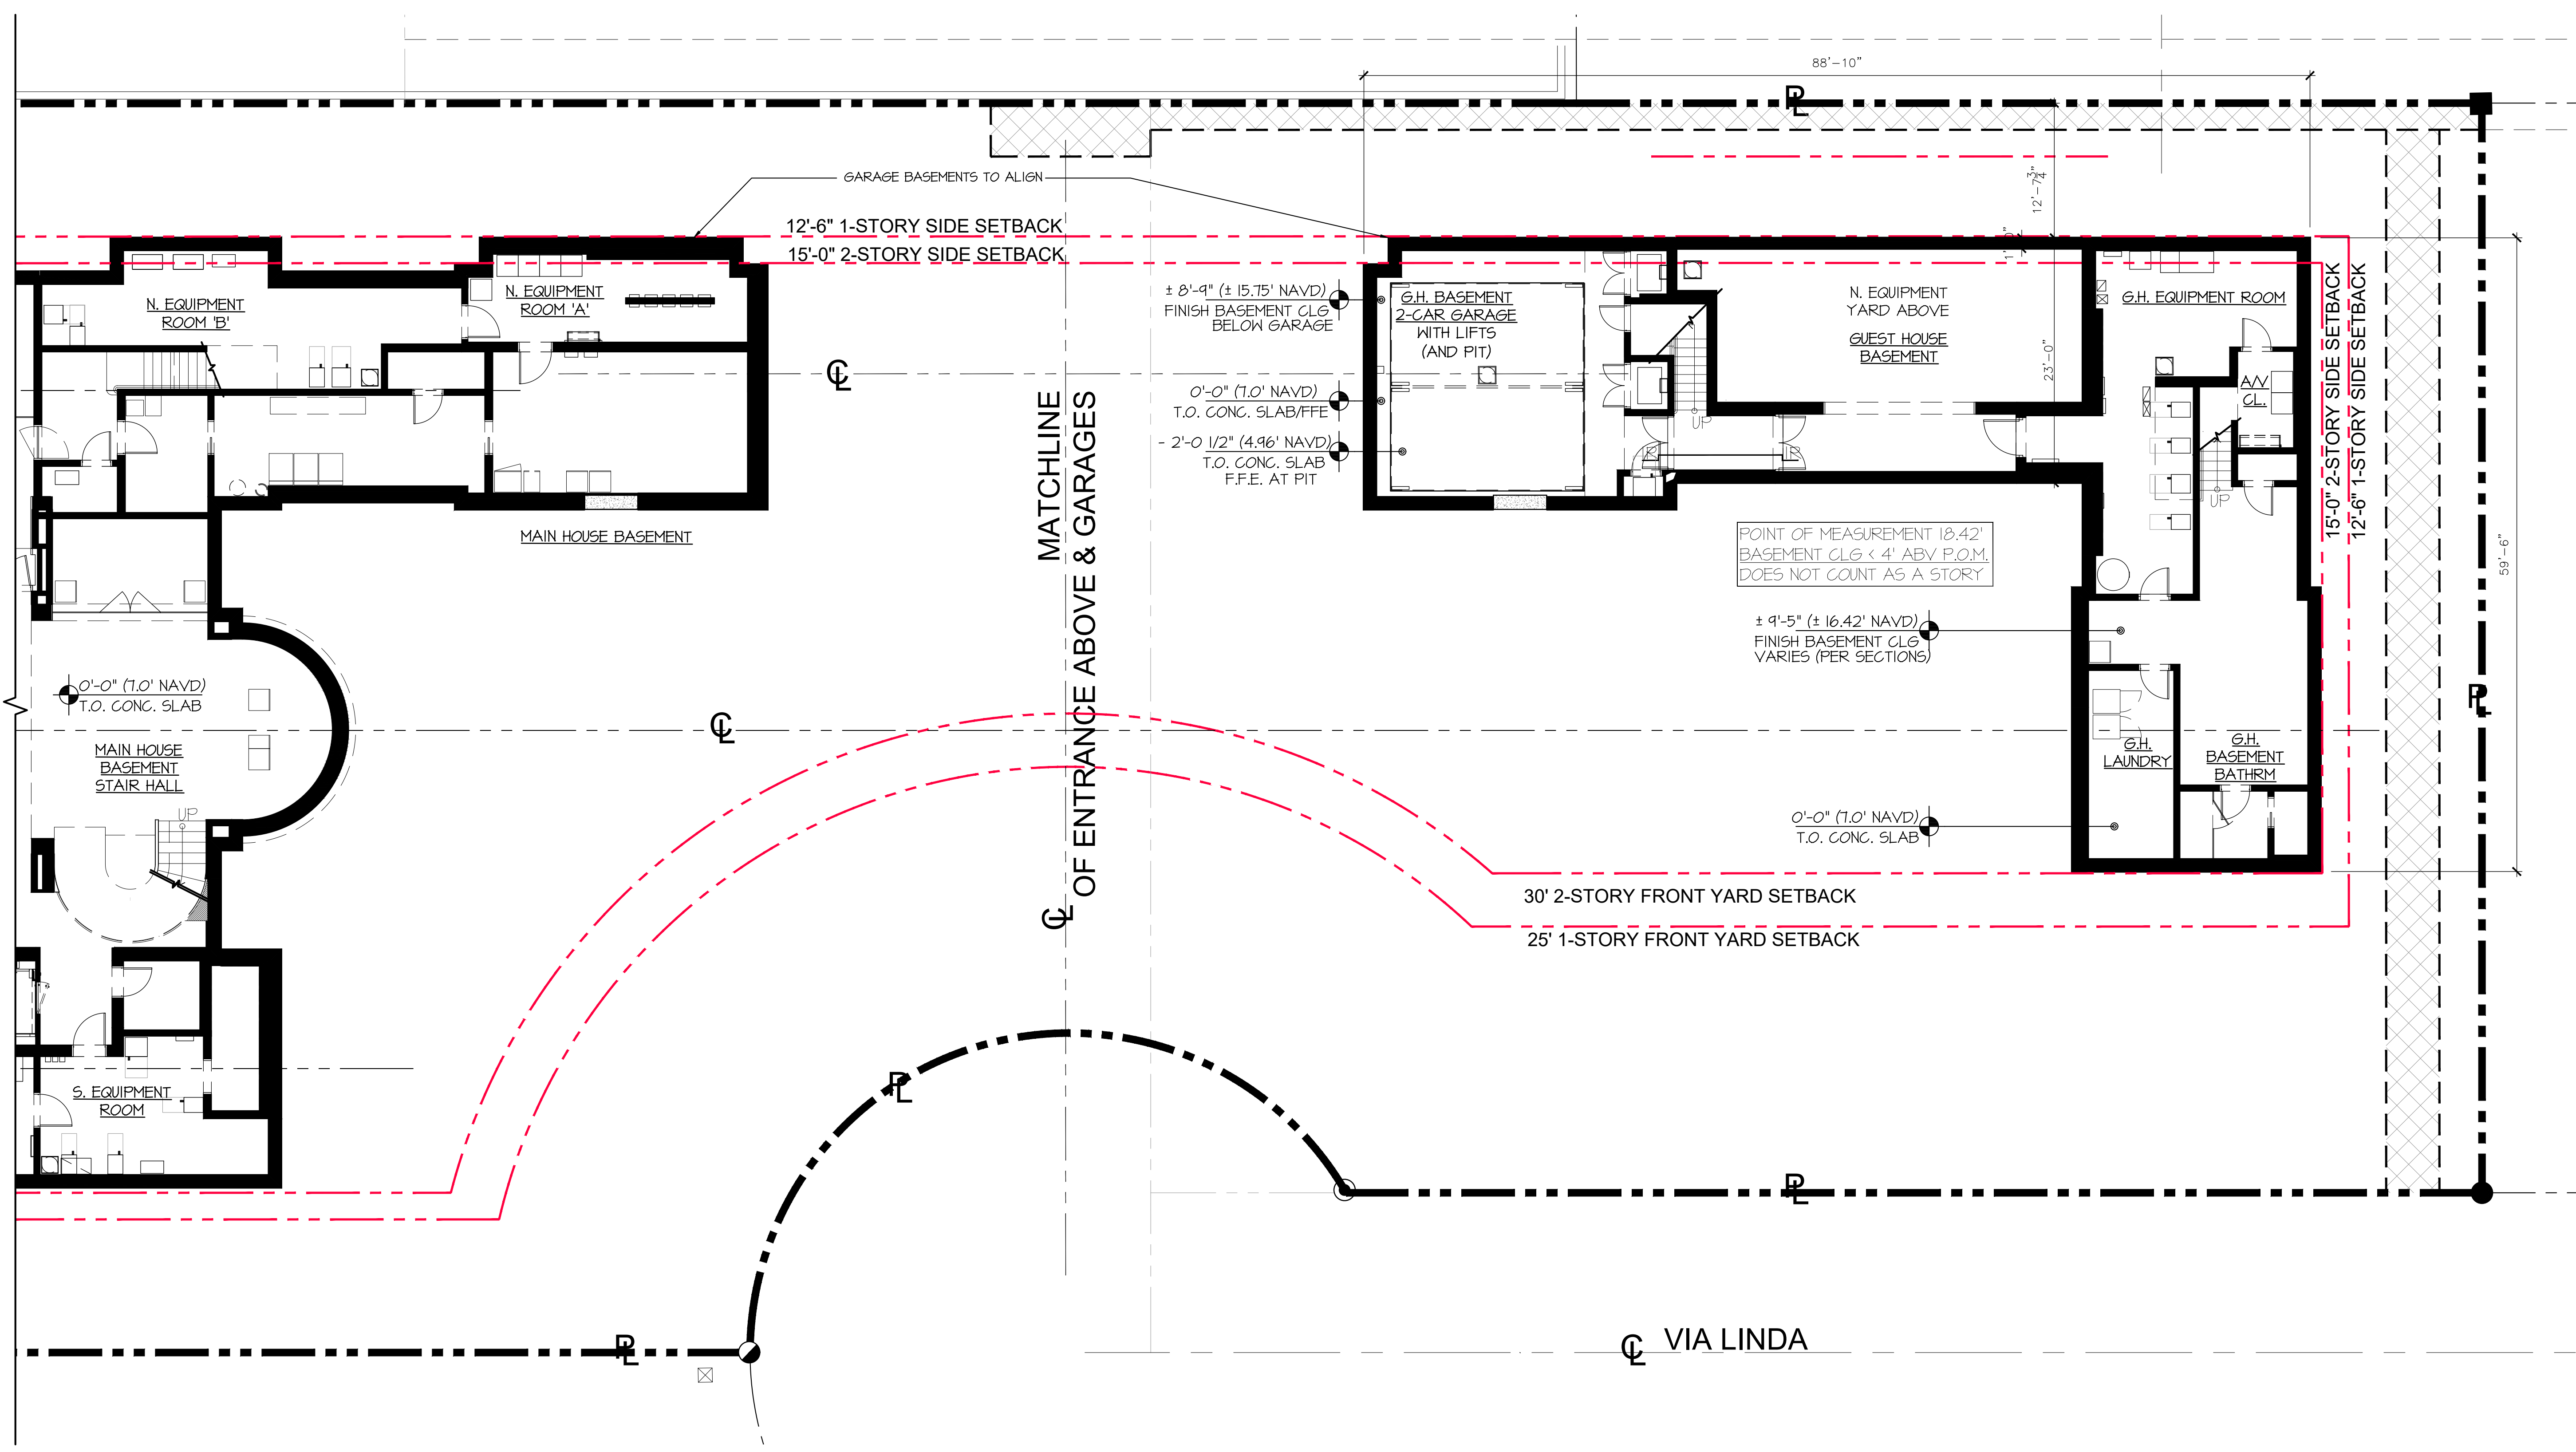 88'-10"
PL
GARAGE BASEMENTS TO ALIGN
12'-7 3/4"
12'-6" 1-STORY SIDE SETBACK
15'-0" 2-STORY SIDE SETBACK
N. EQUIPMENT
ROOM 'B'
N. EQUIPMENT
ROOM 'A'
± 8'-9" (± 15.75' NAVD)
FINISH BASEMENT CLG
BELOW GARAGE
G.H. BASEMENT
2-CAR GARAGE
WITH LIFTS
(AND PIT)
N. EQUIPMENT
YARD ABOVE
GUEST HOUSE
BASEMENT
23'-0"
G.H. EQUIPMENT ROOM
A/V
CL.
15'-0" 2-STORY SIDE SETBACK
12'-6" 1-STORY SIDE SETBACK
CL
0'-0" (7.0' NAVD)
T.O. CONC. SLAB/FFE
- 2'-0 1/2" (4.96' NAVD)
T.O. CONC. SLAB
F.F.E. AT PIT
UP
UP
MAIN HOUSE BASEMENT
MATCHLINE
OF ENTRANCE ABOVE & GARAGES
POINT OF MEASUREMENT 18.42'
BASEMENT CLG < 4' ABV P.O.M.
DOES NOT COUNT AS A STORY
59'-6"
± 9'-5" (± 16.42' NAVD)
FINISH BASEMENT CLG
VARIES (PER SECTIONS)
0'-0" (7.0' NAVD)
T.O. CONC. SLAB
CL
PL
MAIN HOUSE
BASEMENT
STAIR HALL
UP
G.H.
LAUNDRY
G.H.
BASEMENT
BATHRM
0'-0" (7.0' NAVD)
T.O. CONC. SLAB
CL
30' 2-STORY FRONT YARD SETBACK
25' 1-STORY FRONT YARD SETBACK
S. EQUIPMENT
ROOM
PL
PL
PL
CL VIA LINDA